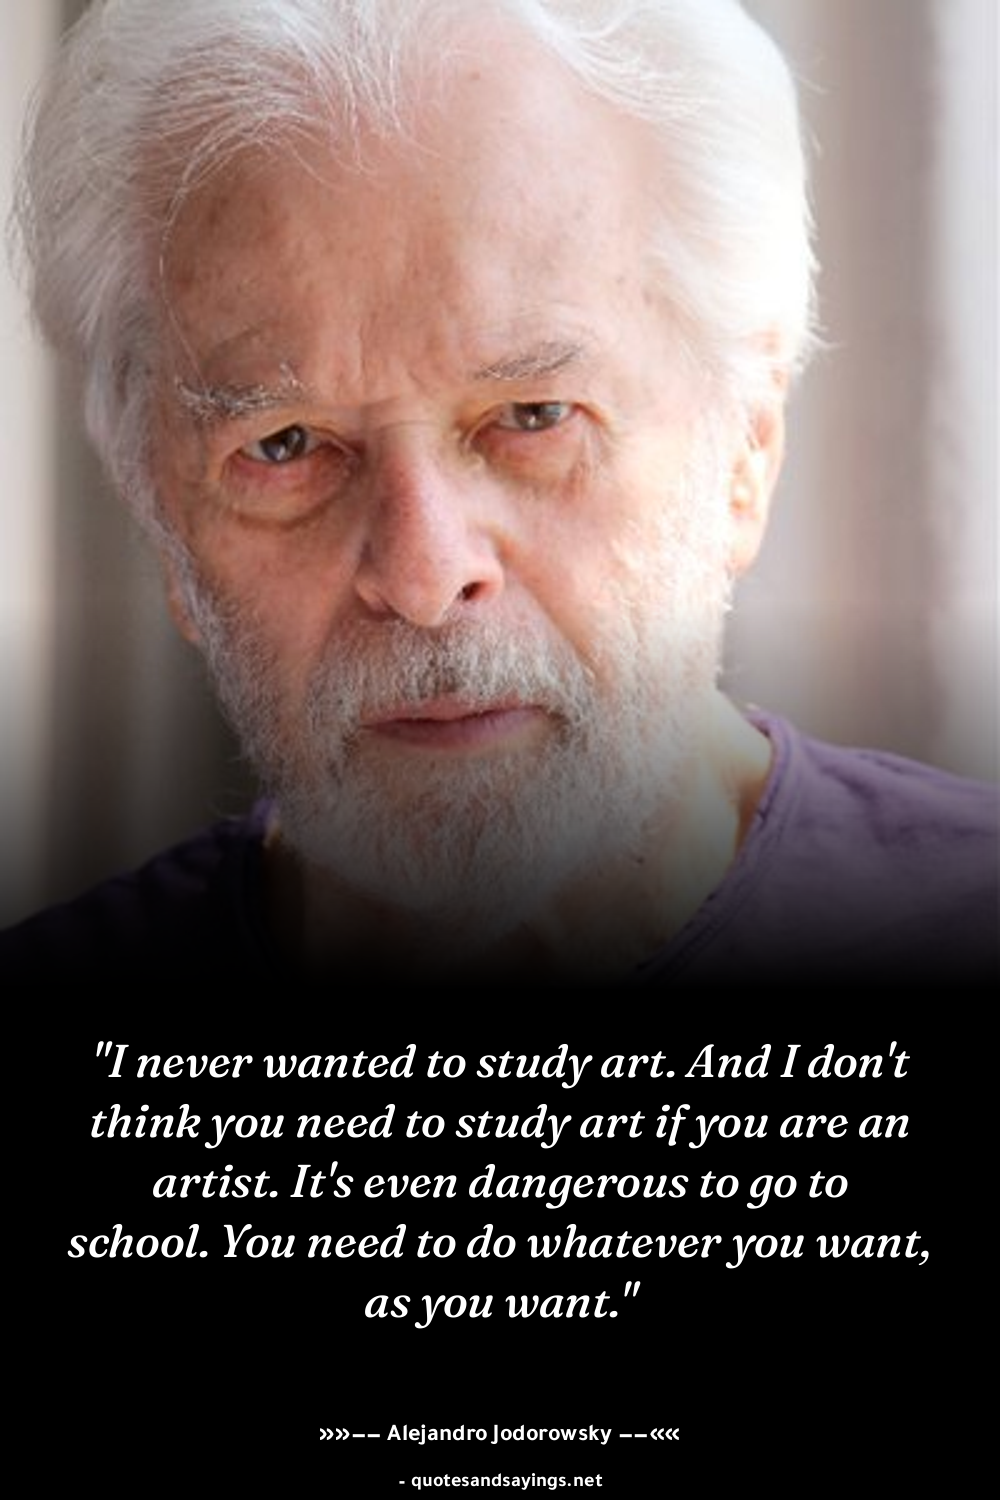 "I never wanted to study art. And I don't
think you need to study art if you are an
artist. It's even dangerous to go to
school. You need to do whatever you want,
as you want."
»»–– Alejandro Jodorowsky ––««
- quotesandsayings.net